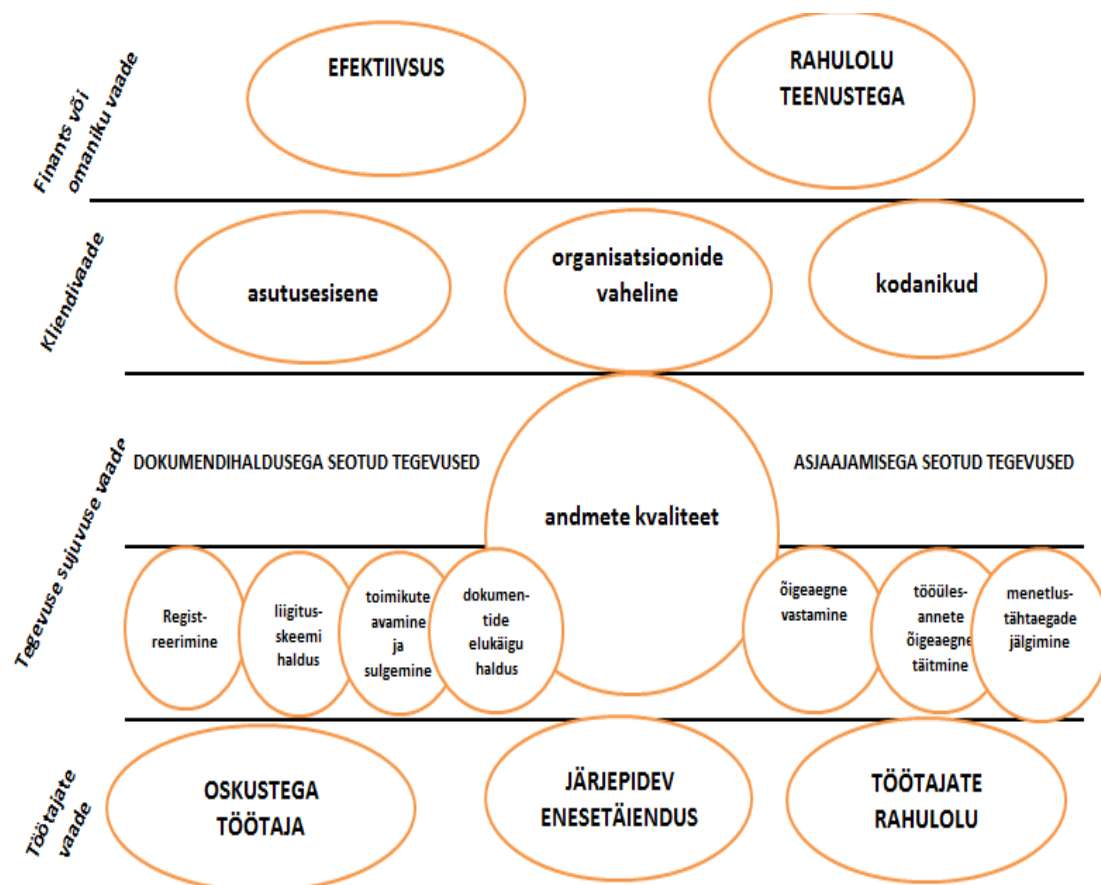 Finants või
omaniku vaade
EFEKTIIVSUS
RAHULOLU
TEENUSTEGA
Kliendivaade
asutusesisene
organisatsioonide
vaheline
kodanikud
Tegevuse sujuvuse vaade
DOKUMENDIHALDUSEGA SEOTUD TEGEVUSED
andmete kvaliteet
ASJAAJAMISEGA SEOTUD TEGEVUSED
Regist-
reerimine
liigitus-
skeemi
haldus
toimikute
avamine
ja
sulgemine
dokumen-
tide
elukäigu
haldus
õigeaegne
vastamine
tööüles-
annete
õigeaegne
täitmine
menetlus-
tähtaegade
jälgimine
Töötajate
vaade
OSKUSTEGA
TÖÖTAJA
JÄRJEPIDEV
ENESETÄIENDUS
TÖÖTAJATE
RAHULOLU